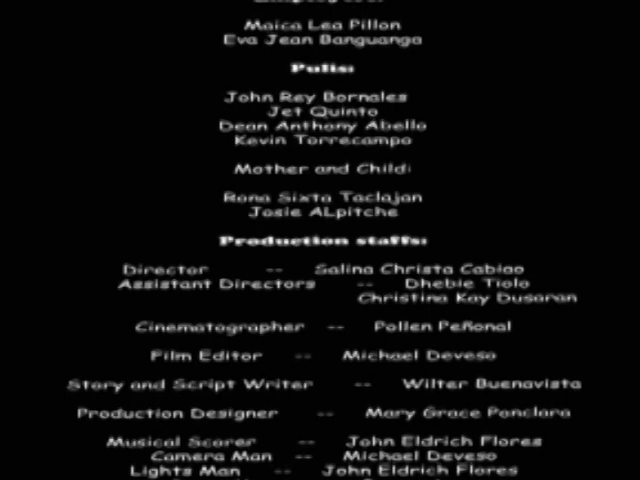 Maica Lea Pillon
Eva Jean Banguanga
Pulis:
John Rey Bornales
Jet Quinto
Dean Anthony Abello
Kevin Torrecampo
Mother and Child:
Rona Sixto Taclajan
Josie ALpitche
Production staffs:
Director -- Salina Christa Cabiao
Assistant Directors -- Dhebie Tiolo
Christina Kay Dusaran
Cinematographer -- Pollen Peñonal
Film Editor -- Michael Deveso
Story and Script Writer -- Wilter Buenavista
Production Designer -- Mary Grace Ponclara
Musical Scorer -- John Eldrich Flores
Camera Man -- Michael Deveso
Lights Man -- John Eldrich Flores